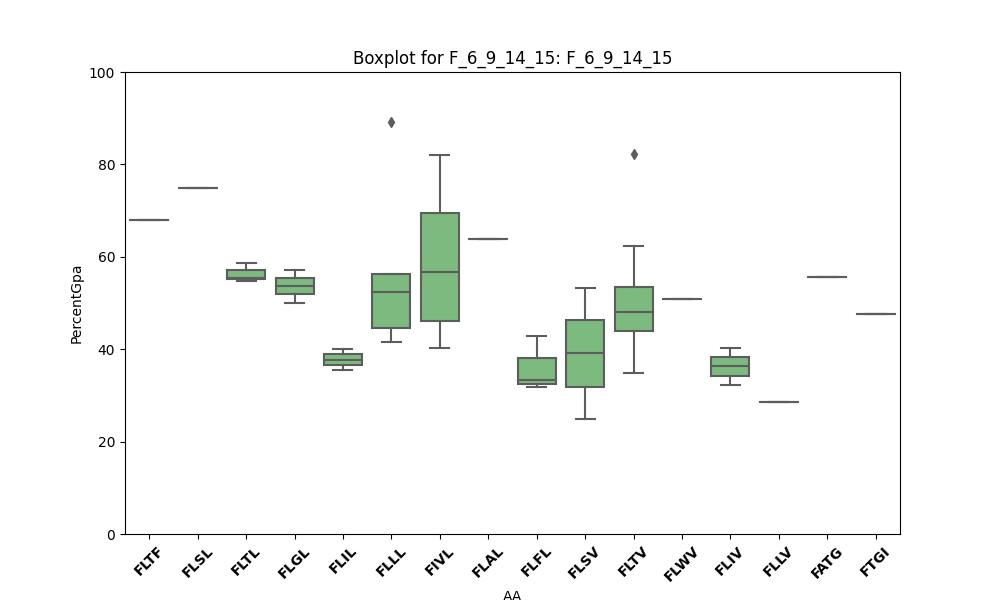 Boxplot for F_6_9_14_15: F_6_9_14_15
PercentGpa
100
80
60
40
20
0
FLTF FLSL FLTL FLGL FLIL FLLL FIVL FLAL FLFL FLSV FLTV FLWV FLIV FLLV FATG FTGI
AA